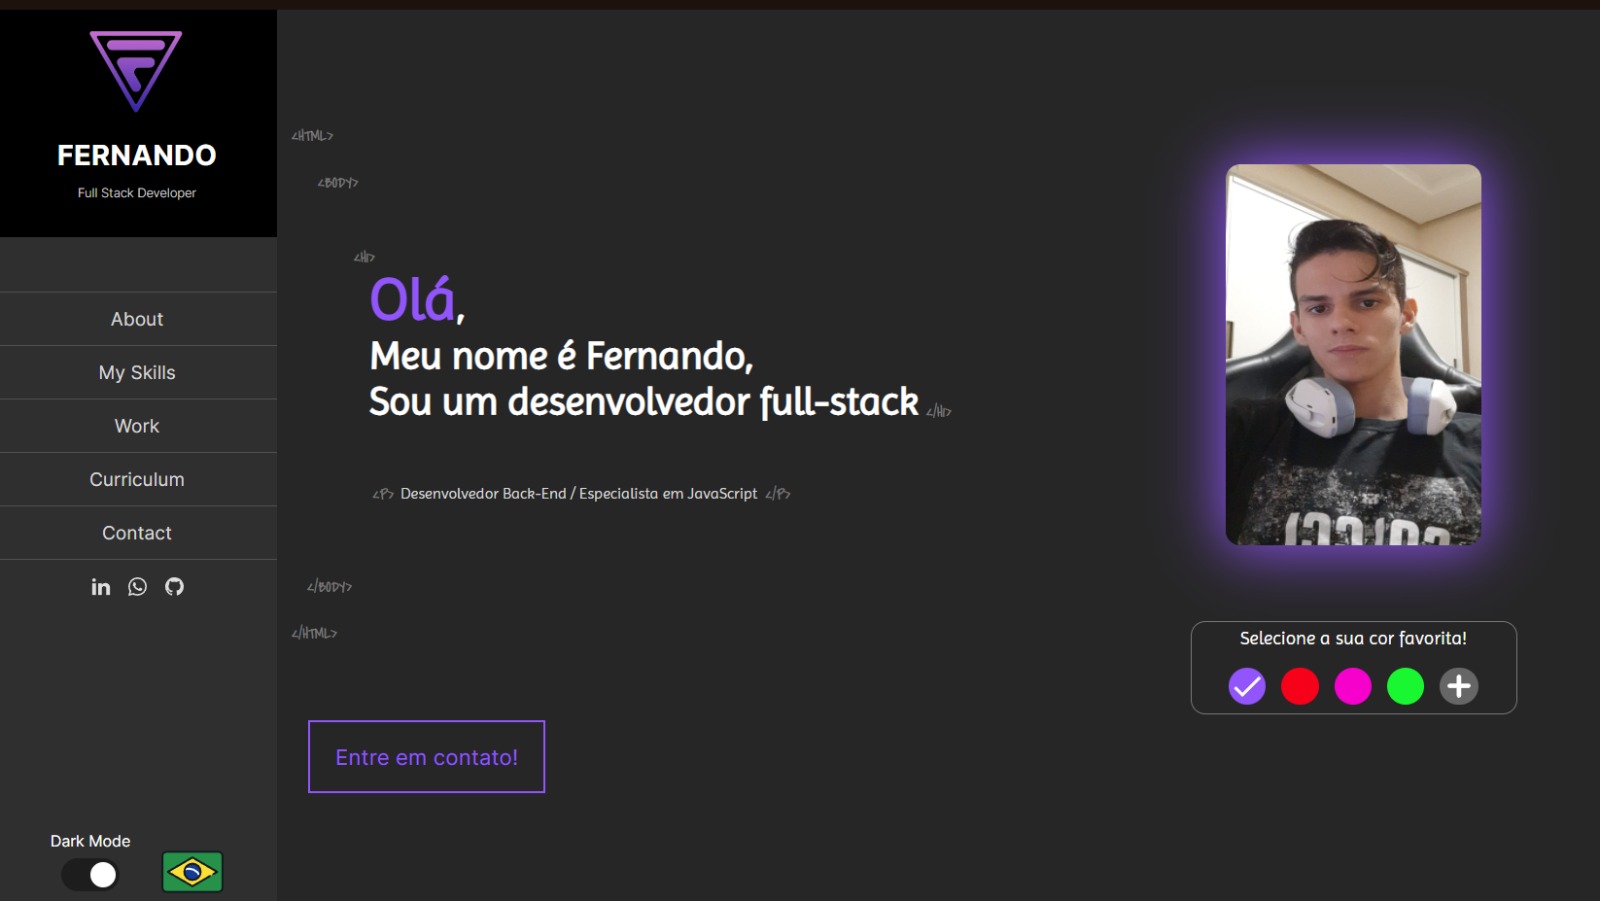 FERNANDO
Full Stack Developer
About
My Skills
Work
Curriculum
Contact
in
Dark Mode
<HTML>
<BODY>
<H1>
Olá,
Meu nome é Fernando,
Sou um desenvolvedor full-stack </H1>
<P> Desenvolvedor Back-End / Especialista em JavaScript </P>
</BODY>
</HTML>
Entre em contato!
Selecione a sua cor favorita!